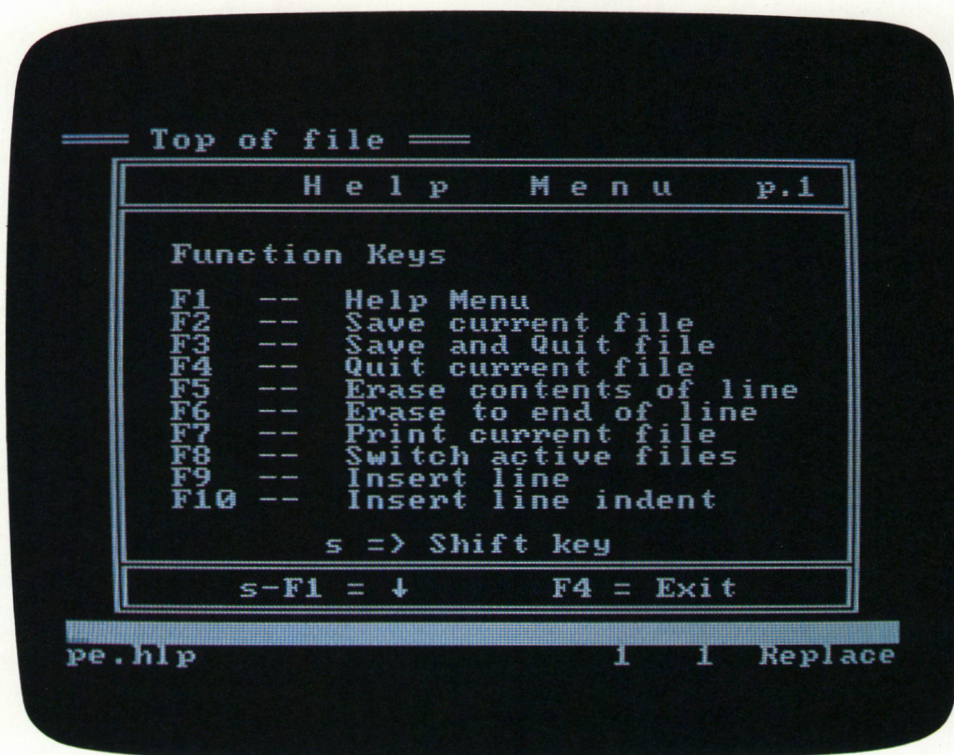 Top of file
H e l p   M e n u   p.1
Function Keys
F1 -- Help Menu
F2 -- Save current file
F3 -- Save and Quit file
F4 -- Quit current file
F5 -- Erase contents of line
F6 -- Erase to end of line
F7 -- Print current file
F8 -- Switch active files
F9 -- Insert line
F10 -- Insert line indent
s => Shift key
s-F1 = ↓   F4 = Exit
pe.hlp   1   1   Replace